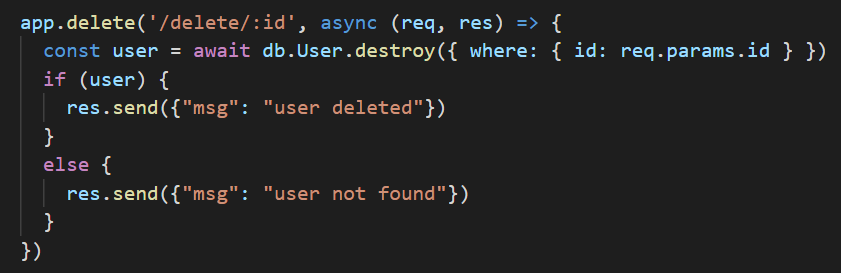 app.delete('/delete/:id', async (req, res) => {
  const user = await db.User.destroy({ where: { id: req.params.id } })
  if (user) {
    res.send({"msg": "user deleted"})
  }
  else {
    res.send({"msg": "user not found"})
  }
})